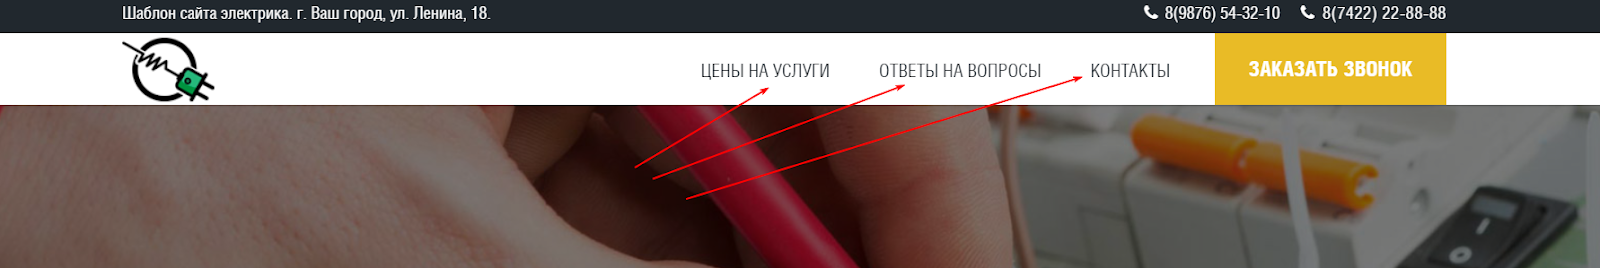 Шаблон сайта электрика. г. Ваш город, ул. Ленина, 18.
8(9876) 54-32-10 8(7422) 22-88-88
ЦЕНЫ НА УСЛУГИ ОТВЕТЫ НА ВОПРОСЫ КОНТАКТЫ ЗАКАЗАТЬ ЗВОНОК